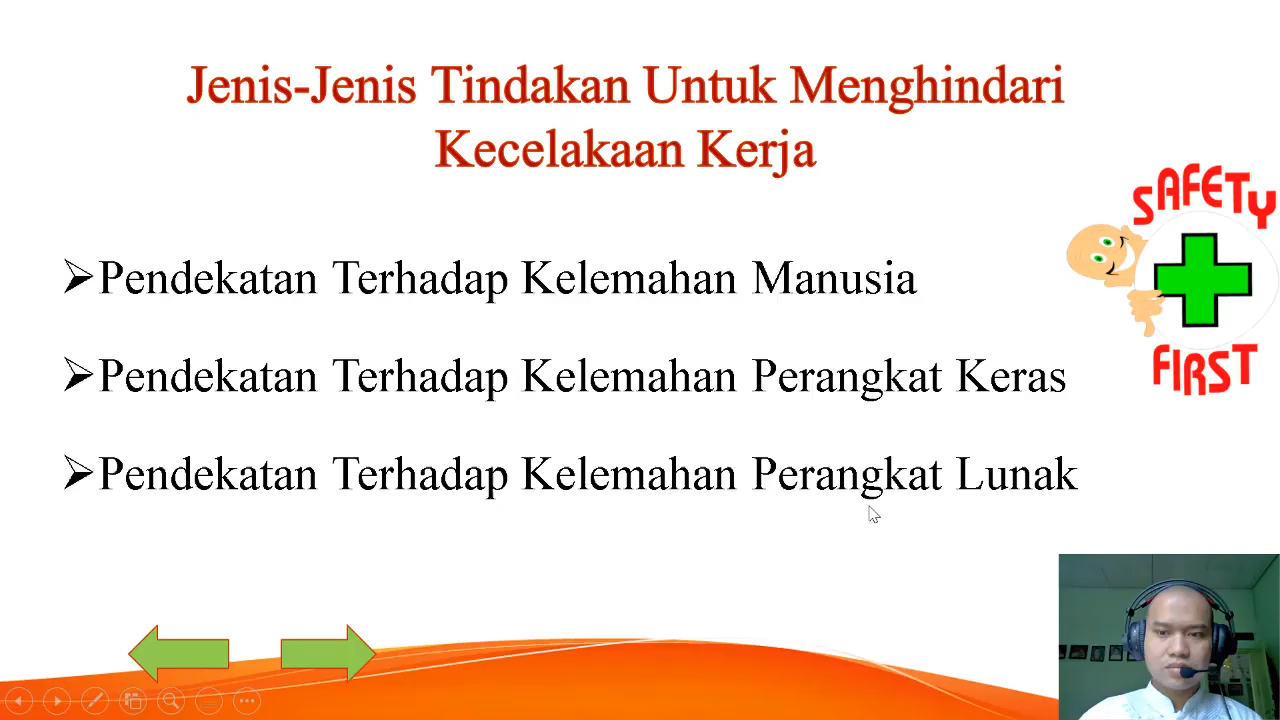 Jenis-Jenis Tindakan Untuk Menghindari
Kecelakaan Kerja
SAFETY
FIRST
➢Pendekatan Terhadap Kelemahan Manusia
➢Pendekatan Terhadap Kelemahan Perangkat Keras
➢Pendekatan Terhadap Kelemahan Perangkat Lunak